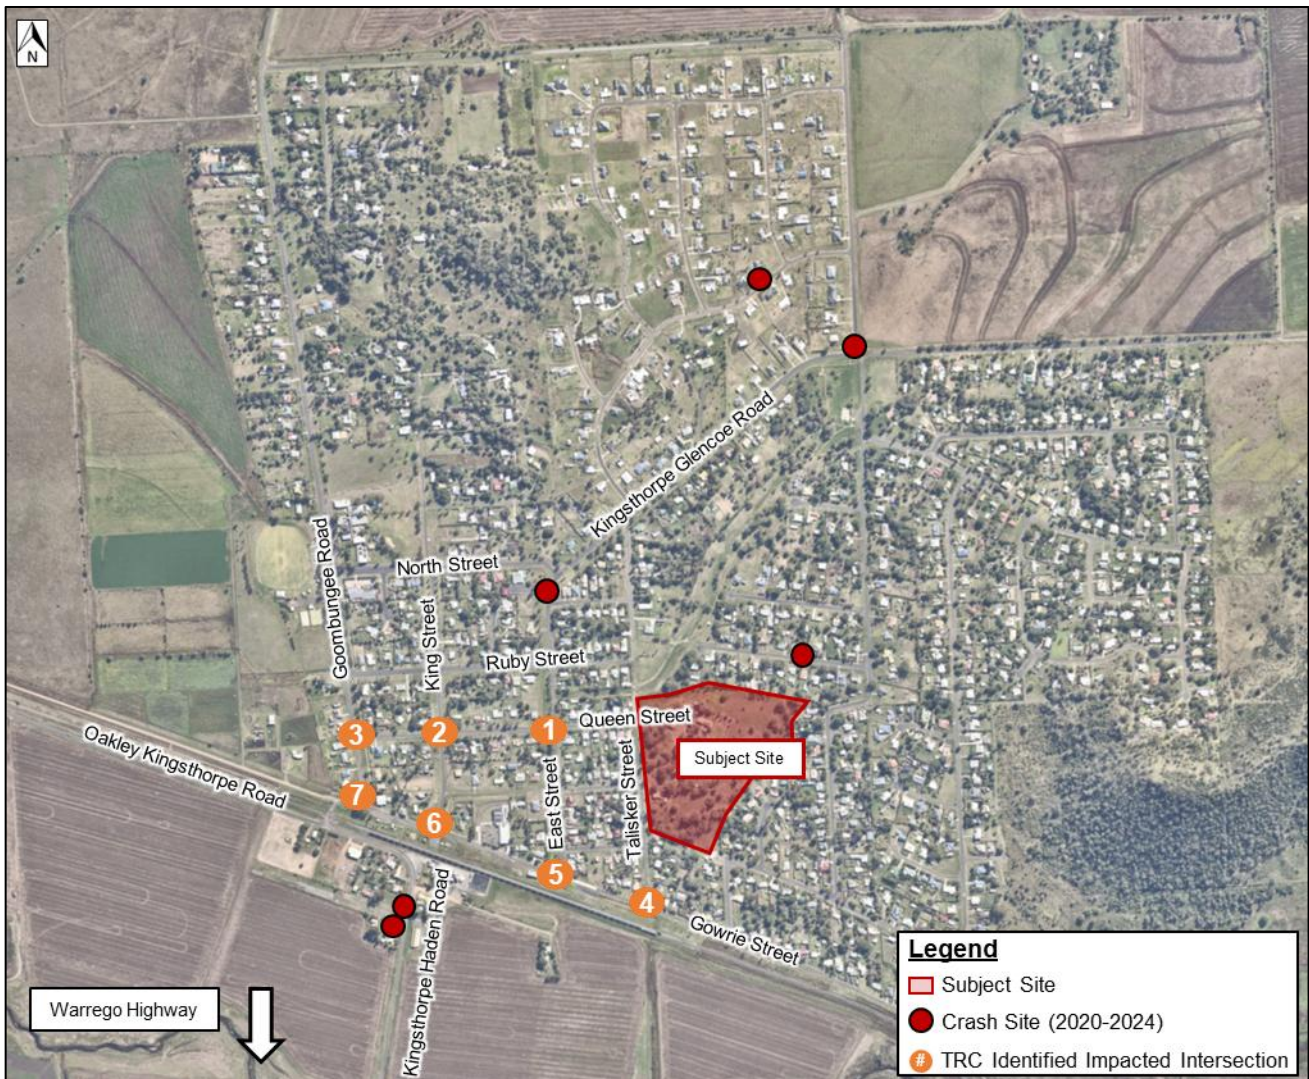 N
Kingsthorpe Glencoe Road
North Street
Goombungee Road
King Street
Ruby Street
Queen Street
1
2
3
Subject Site
Oakley Kingsthorpe Road
East Street
Talisker Street
7
6
5
4
Kingsthorpe Haden Road
Gowrie Street
Warrego Highway
Legend
Subject Site
Crash Site (2020-2024)
# TRC Identified Impacted Intersection